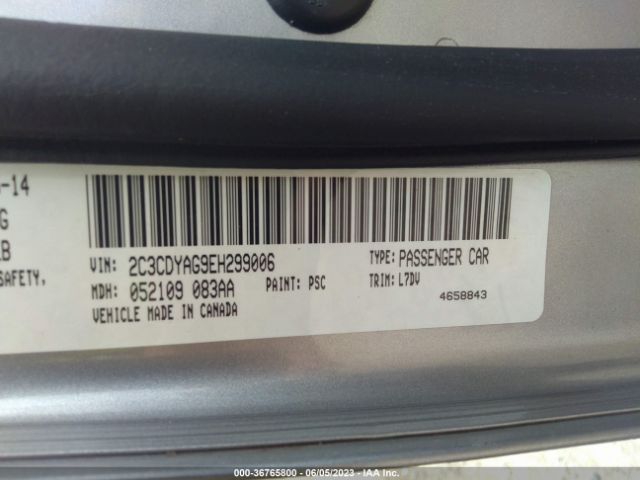 -14
G
LB
SAFETY,
VIN: 2C3CDYAG9EH299006
TYPE: PASSENGER CAR
MDH: 052109 083AA
PAINT: PSC
TRIM: L7DV
VEHICLE MADE IN CANADA
4658843
000-36765800 - 06/05/2023 - IAA Inc.